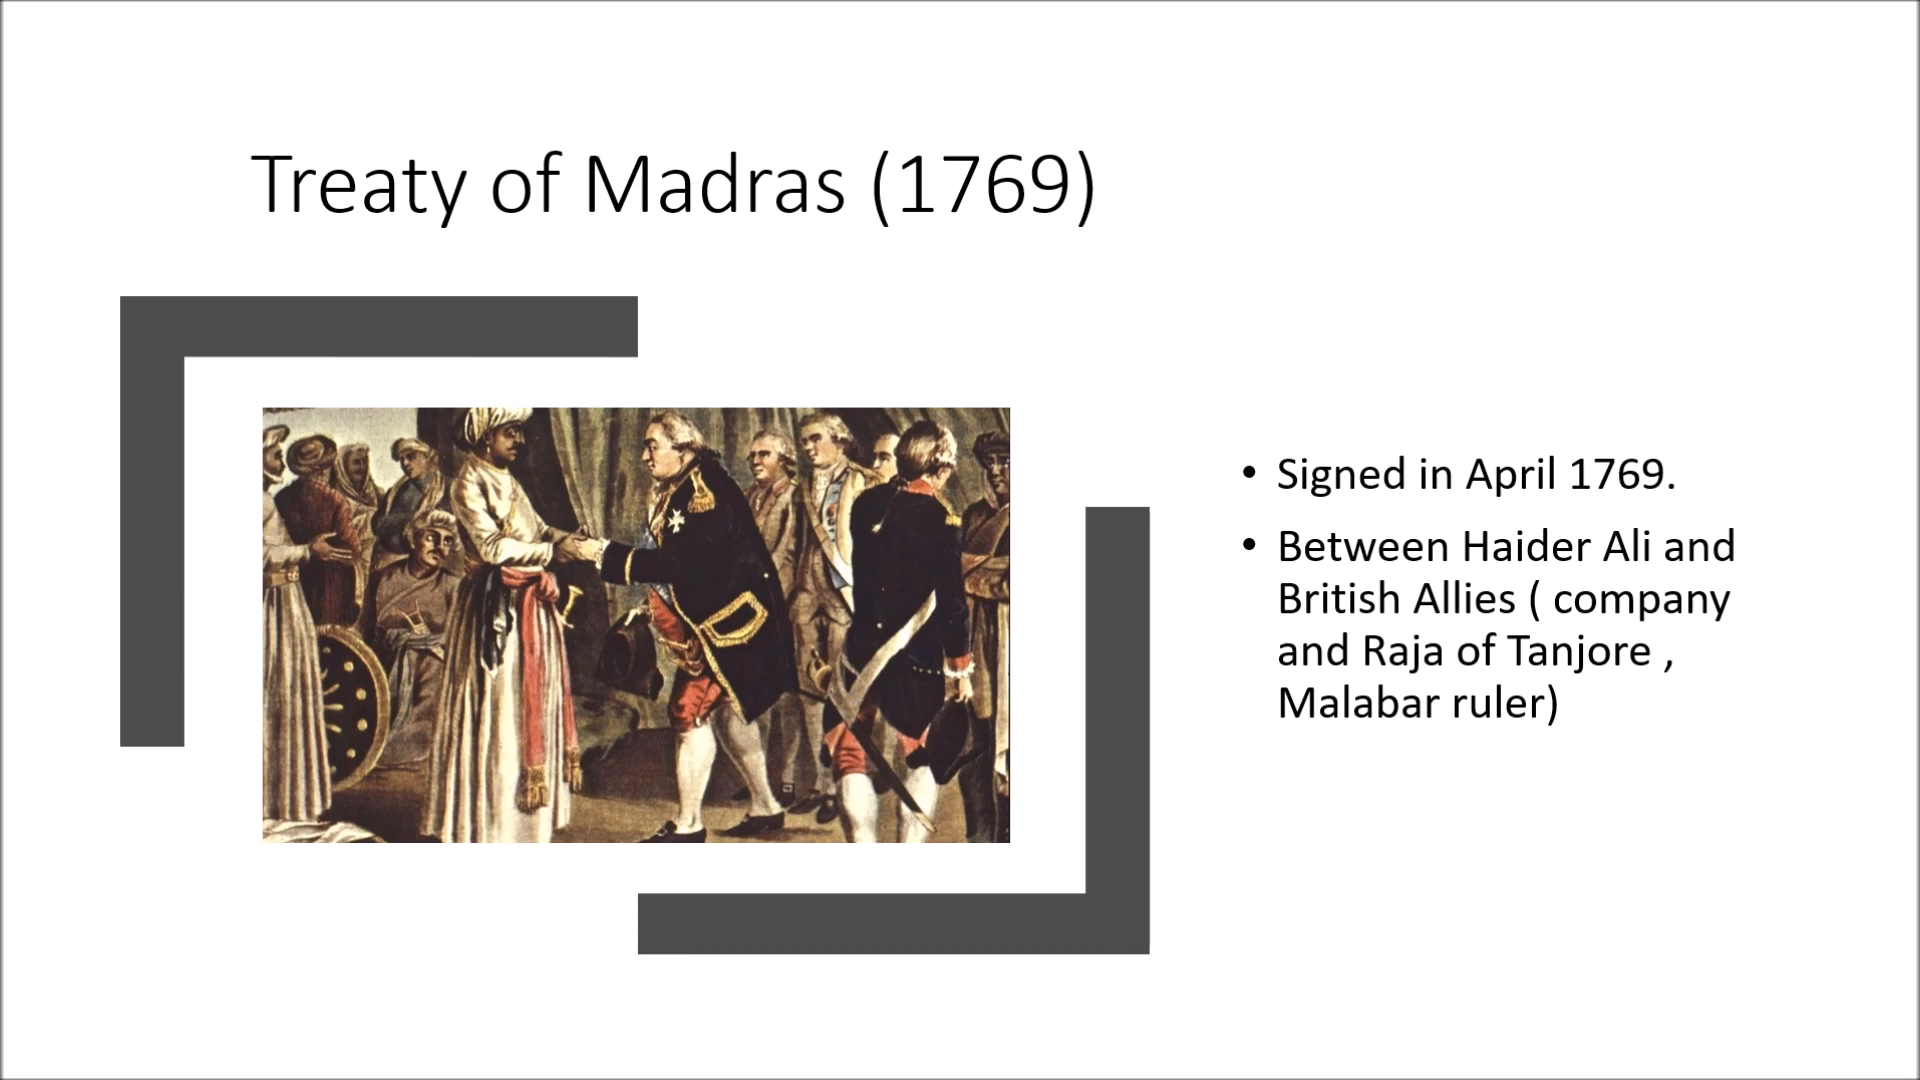 Treaty of Madras (1769)
• Signed in April 1769.
• Between Haider Ali and
British Allies ( company
and Raja of Tanjore ,
Malabar ruler)